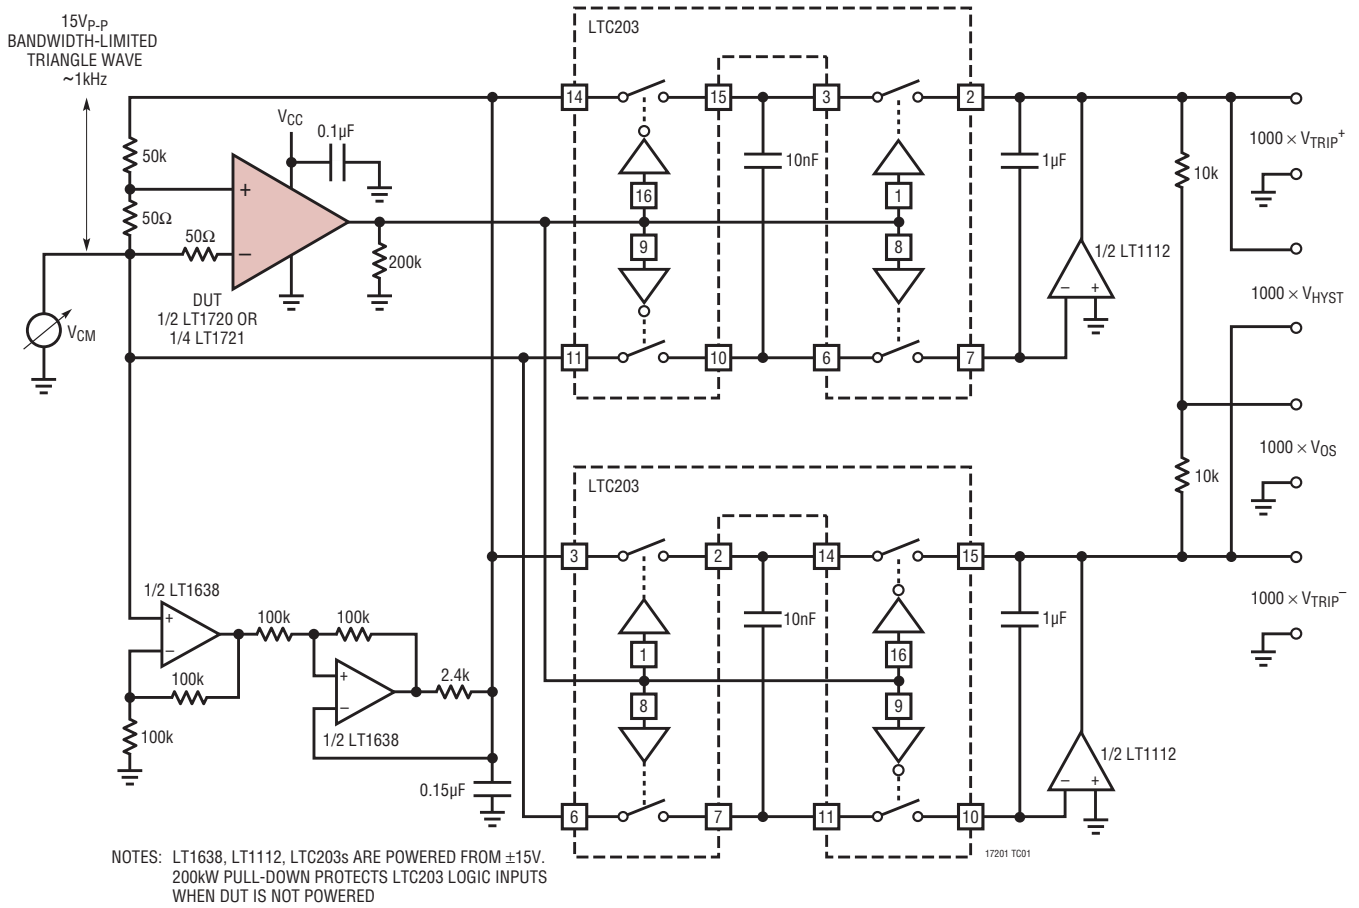 15VP-P
BANDWIDTH-LIMITED
TRIANGLE WAVE
~1kHz
LTC203
14
15
3
2
VCC
0.1µF
50k
50Ω
50Ω
+
–
DUT
1/2 LT1720 OR
1/4 LT1721
200k
VCM
16
9
1
8
10nF
1µF
11
10
6
7
1/2 LT1112
–
+
10k
10k
1000 × VTRIP+
1000 × VHYST
1000 × VOS
1000 × VTRIP–
LTC203
3
2
14
15
1
8
16
9
10nF
1µF
6
7
11
10
1/2 LT1112
–
+
1/2 LT1638
+
–
100k
100k
100k
100k
+
–
1/2 LT1638
2.4k
0.15µF
17201 TC01
NOTES: LT1638, LT1112, LTC203s ARE POWERED FROM ±15V.
200kW PULL-DOWN PROTECTS LTC203 LOGIC INPUTS
WHEN DUT IS NOT POWERED